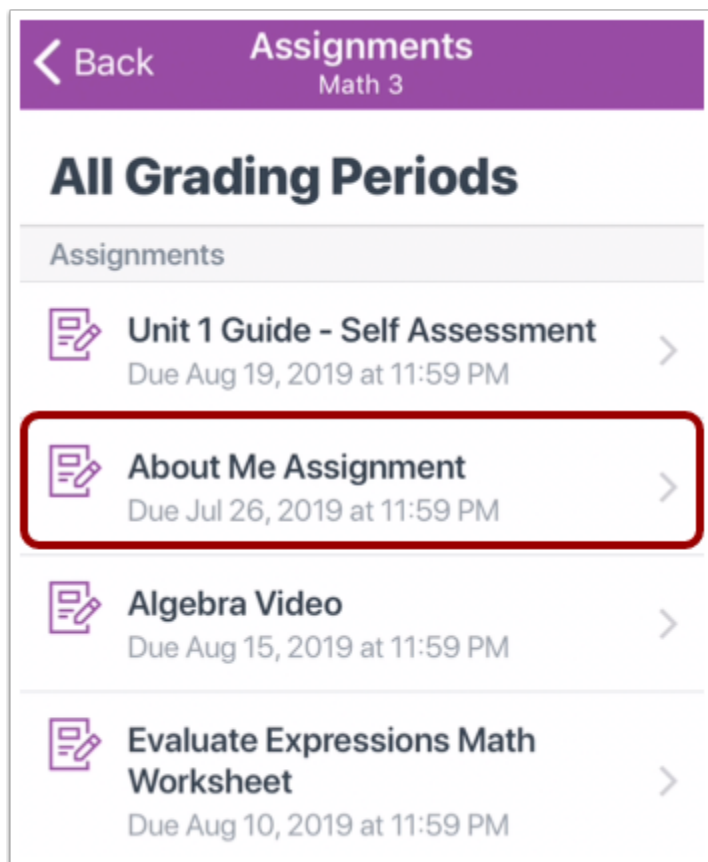 Back
Assignments
Math 3
All Grading Periods
Assignments
Unit 1 Guide - Self Assessment
Due Aug 19, 2019 at 11:59 PM
About Me Assignment
Due Jul 26, 2019 at 11:59 PM
Algebra Video
Due Aug 15, 2019 at 11:59 PM
Evaluate Expressions Math
Worksheet
Due Aug 10, 2019 at 11:59 PM